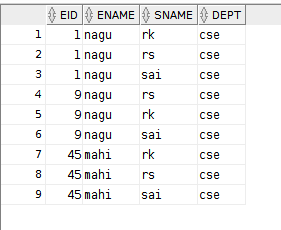 EID ENAME SNAME DEPT
1 1 nagu rk cse
2 1 nagu rs cse
3 1 nagu sai cse
4 9 nagu rs cse
5 9 nagu rk cse
6 9 nagu sai cse
7 45 mahi rk cse
8 45 mahi rs cse
9 45 mahi sai cse